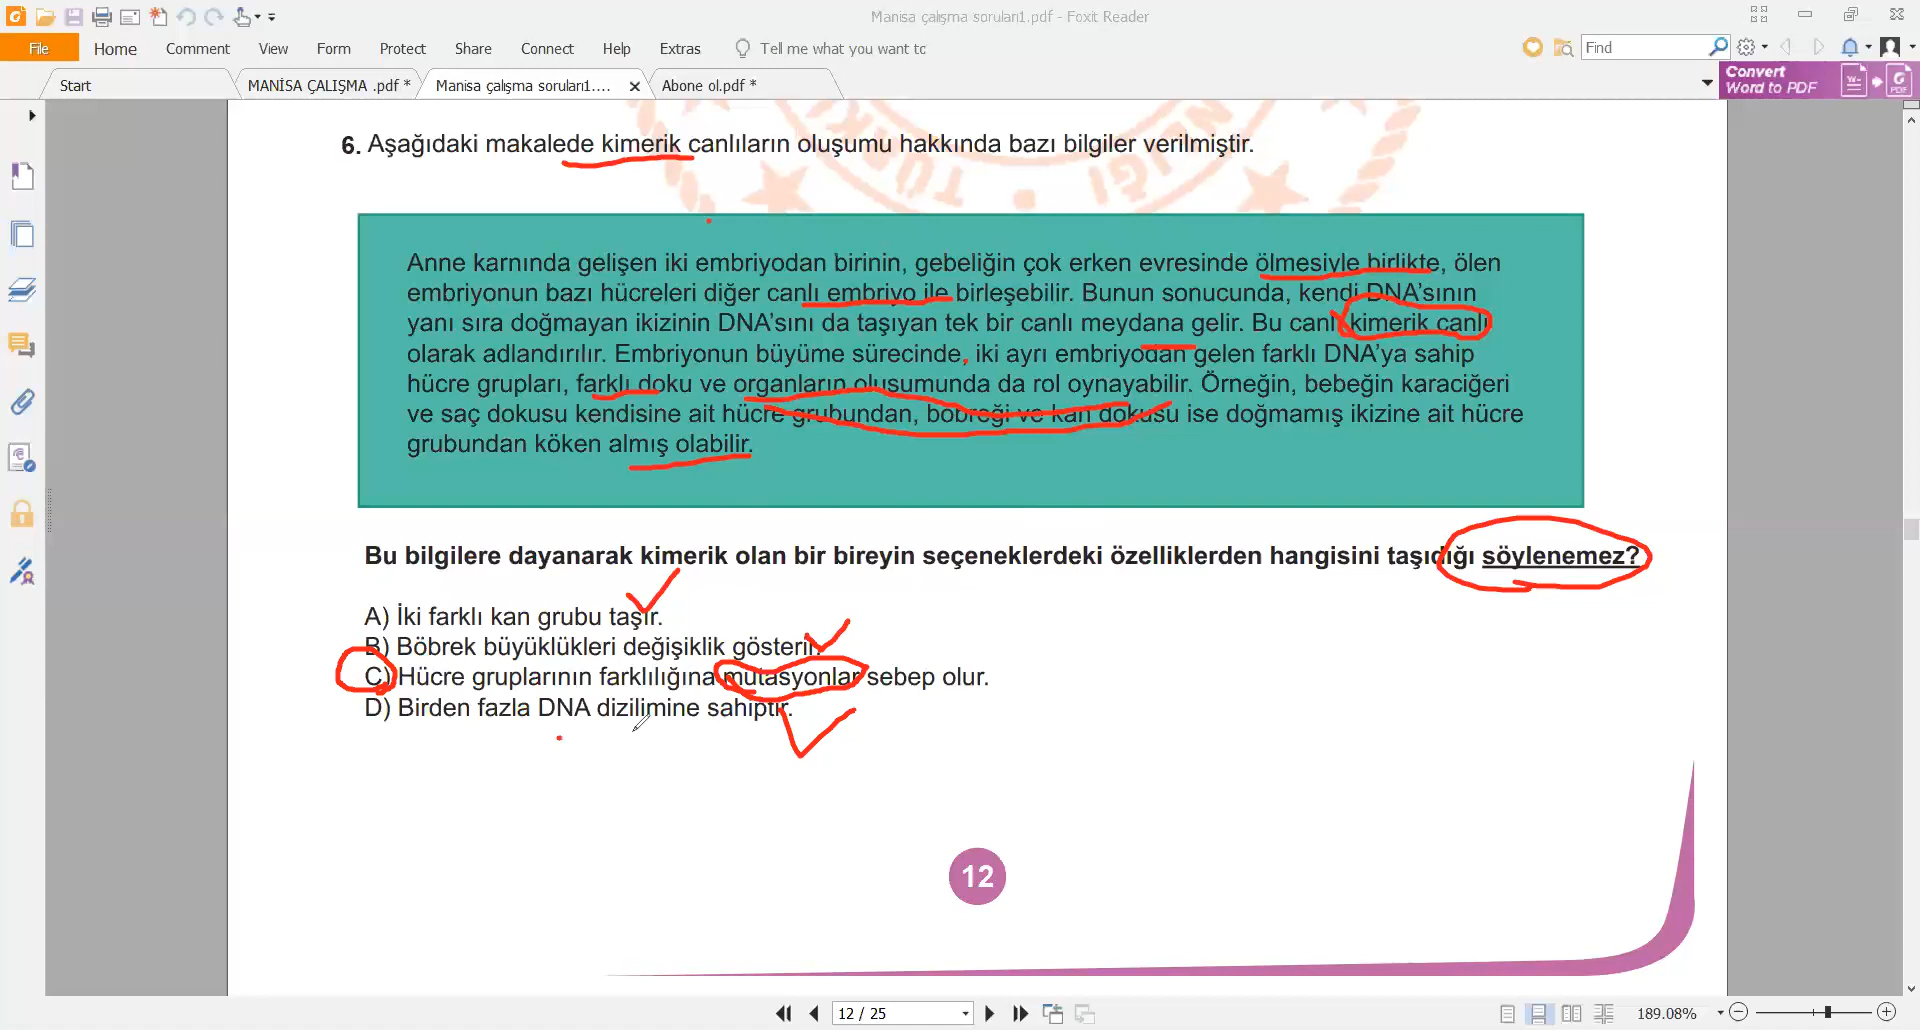 Manisa çalışma soruları1.pdf - Foxit Reader
File Home Comment View Form Protect Share Connect Help Extras Tell me what you want to Find
Start MANİSA ÇALIŞMA .pdf * Manisa çalışma soruları1.... Abone ol.pdf *
Convert
Word to PDF
6. Aşağıdaki makalede kimerik canlıların oluşumu hakkında bazı bilgiler verilmiştir.
Anne karnında gelişen iki embriyodan birinin, gebeliğin çok erken evresinde ölmesiyle birlikte, ölen
embriyonun bazı hücreleri diğer canlı embriyo ile birleşebilir. Bunun sonucunda, kendi DNA'sının
yanı sıra doğmayan ikizinin DNA'sını da taşıyan tek bir canlı meydana gelir. Bu canlı kimerik canlı
olarak adlandırılır. Embriyonun büyüme sürecinde, iki ayrı embriyodan gelen farklı DNA'ya sahip
hücre grupları, farklı doku ve organların oluşumunda da rol oynayabilir. Örneğin, bebeğin karaciğeri
ve saç dokusu kendisine ait hücre grubundan, böbreği ve kan dokusu ise doğmamış ikizine ait hücre
grubundan köken almış olabilir.
Bu bilgilere dayanarak kimerik olan bir bireyin seçeneklerdeki özelliklerden hangisini taşıdığı söylenemez?
A) İki farklı kan grubu taşır.
B) Böbrek büyüklükleri değişiklik gösterir.
C) Hücre gruplarının farklılığına mutasyonlar sebep olur.
D) Birden fazla DNA dizilimine sahiptir.
12
12 / 25
189.08%